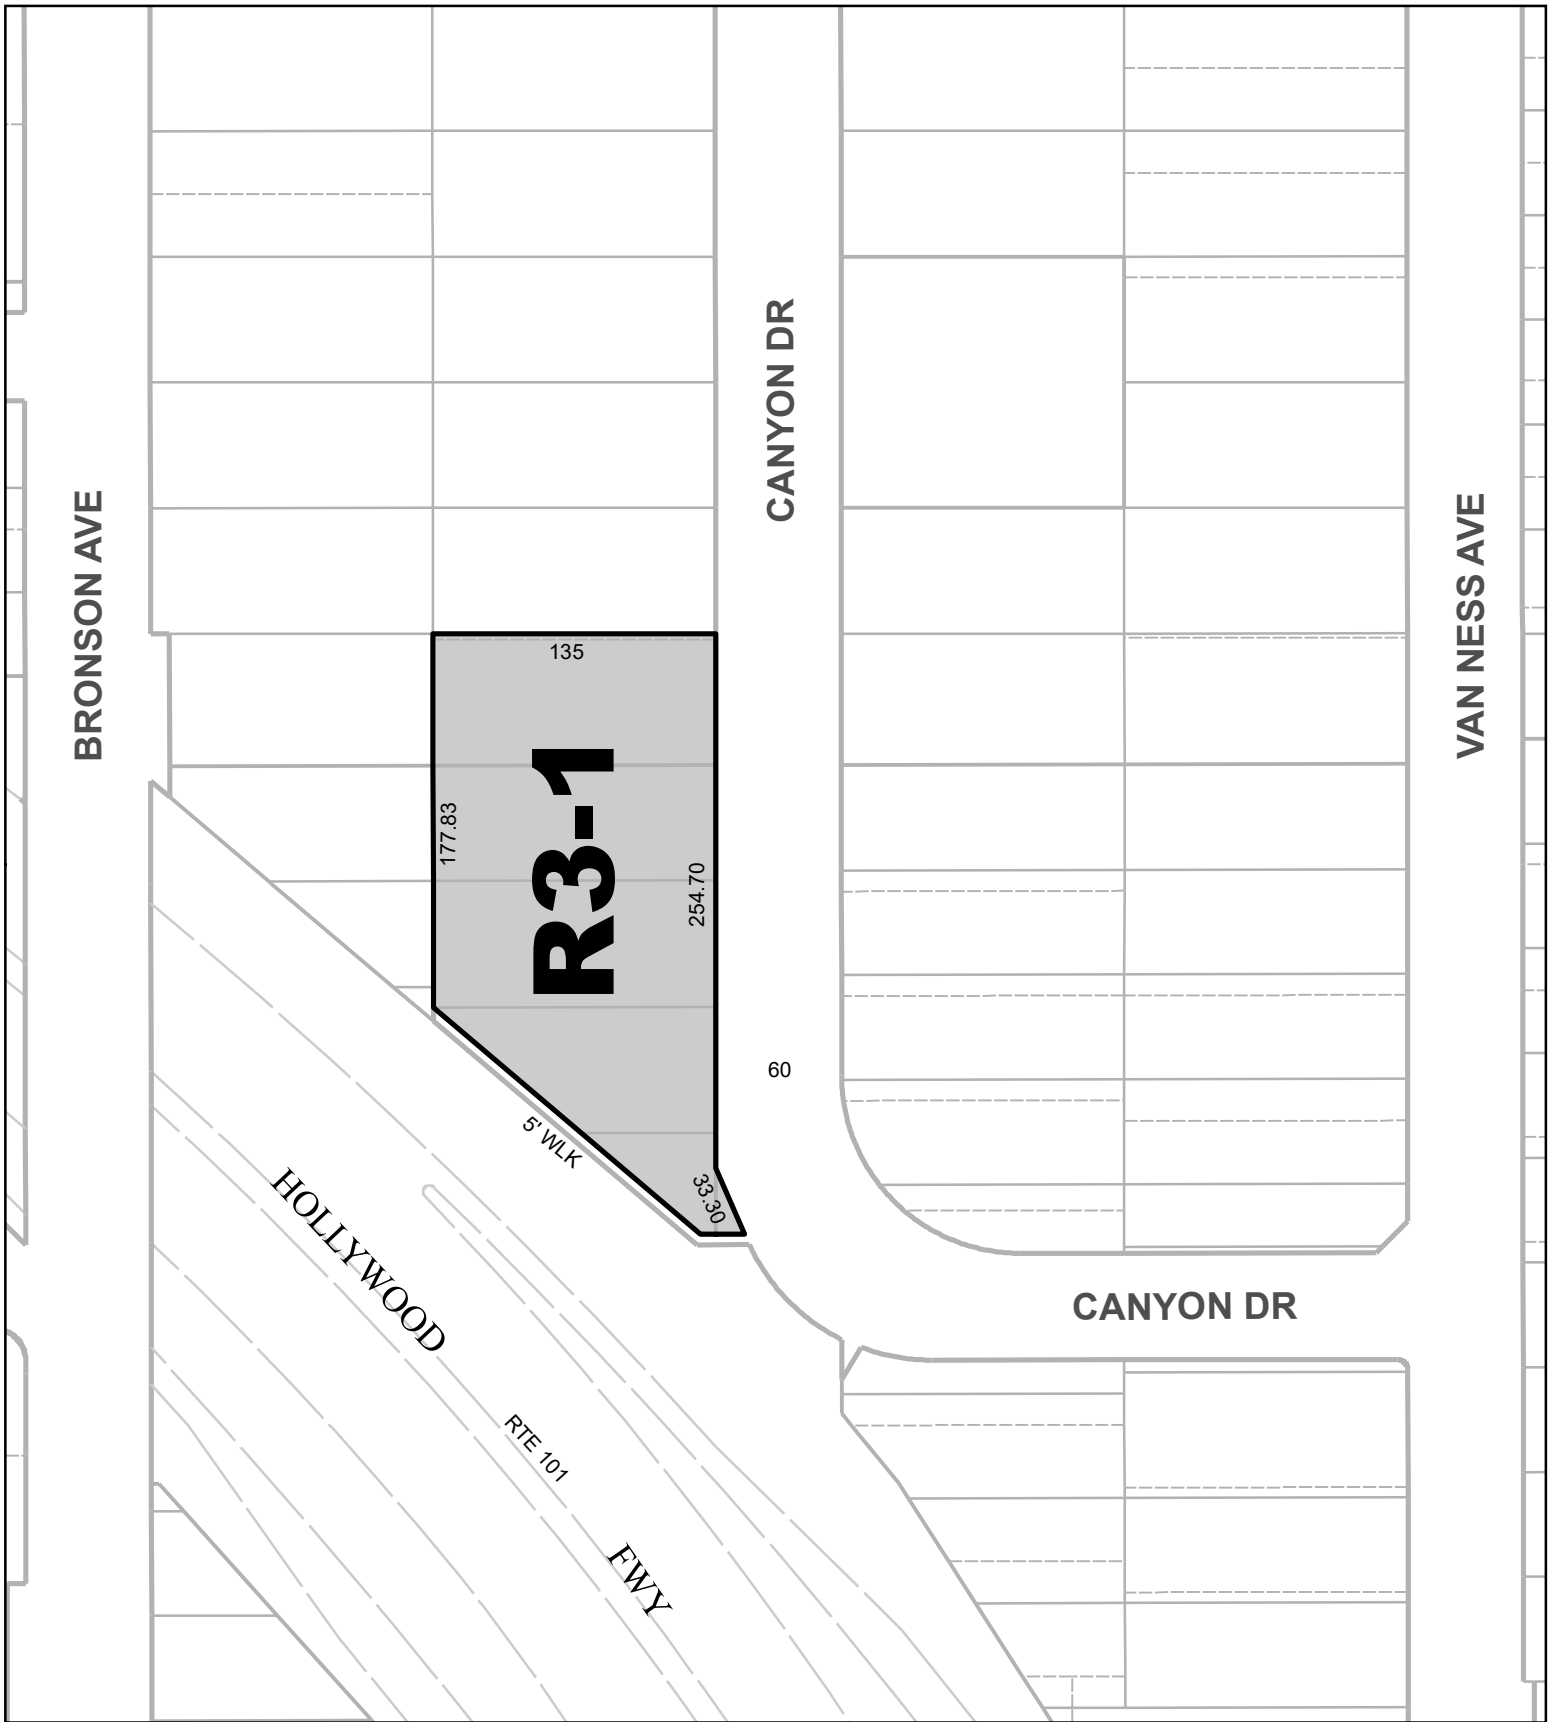 CANYON DR
BRONSON AVE
VAN NESS AVE
135
R3-1
177.83
254.70
60
5' WLK
33.30
HOLLYWOOD
CANYON DR
RTE 101
FWY